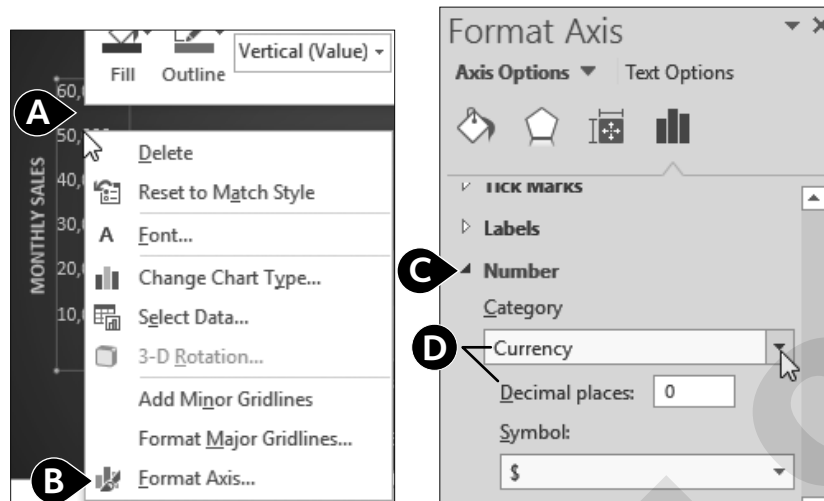 Vertical (Value)
Fill Outline
A
60,
50,
40,
30,
20,
10,
MONTHLY SALES
Delete
Reset to Match Style
A Font...
Change Chart Type...
Select Data...
3-D Rotation...
Add Minor Gridlines
Format Major Gridlines...
B Format Axis...
Format Axis
Axis Options Text Options
Tick Marks
Labels
C Number
Category
D Currency
Decimal places: 0
Symbol:
$